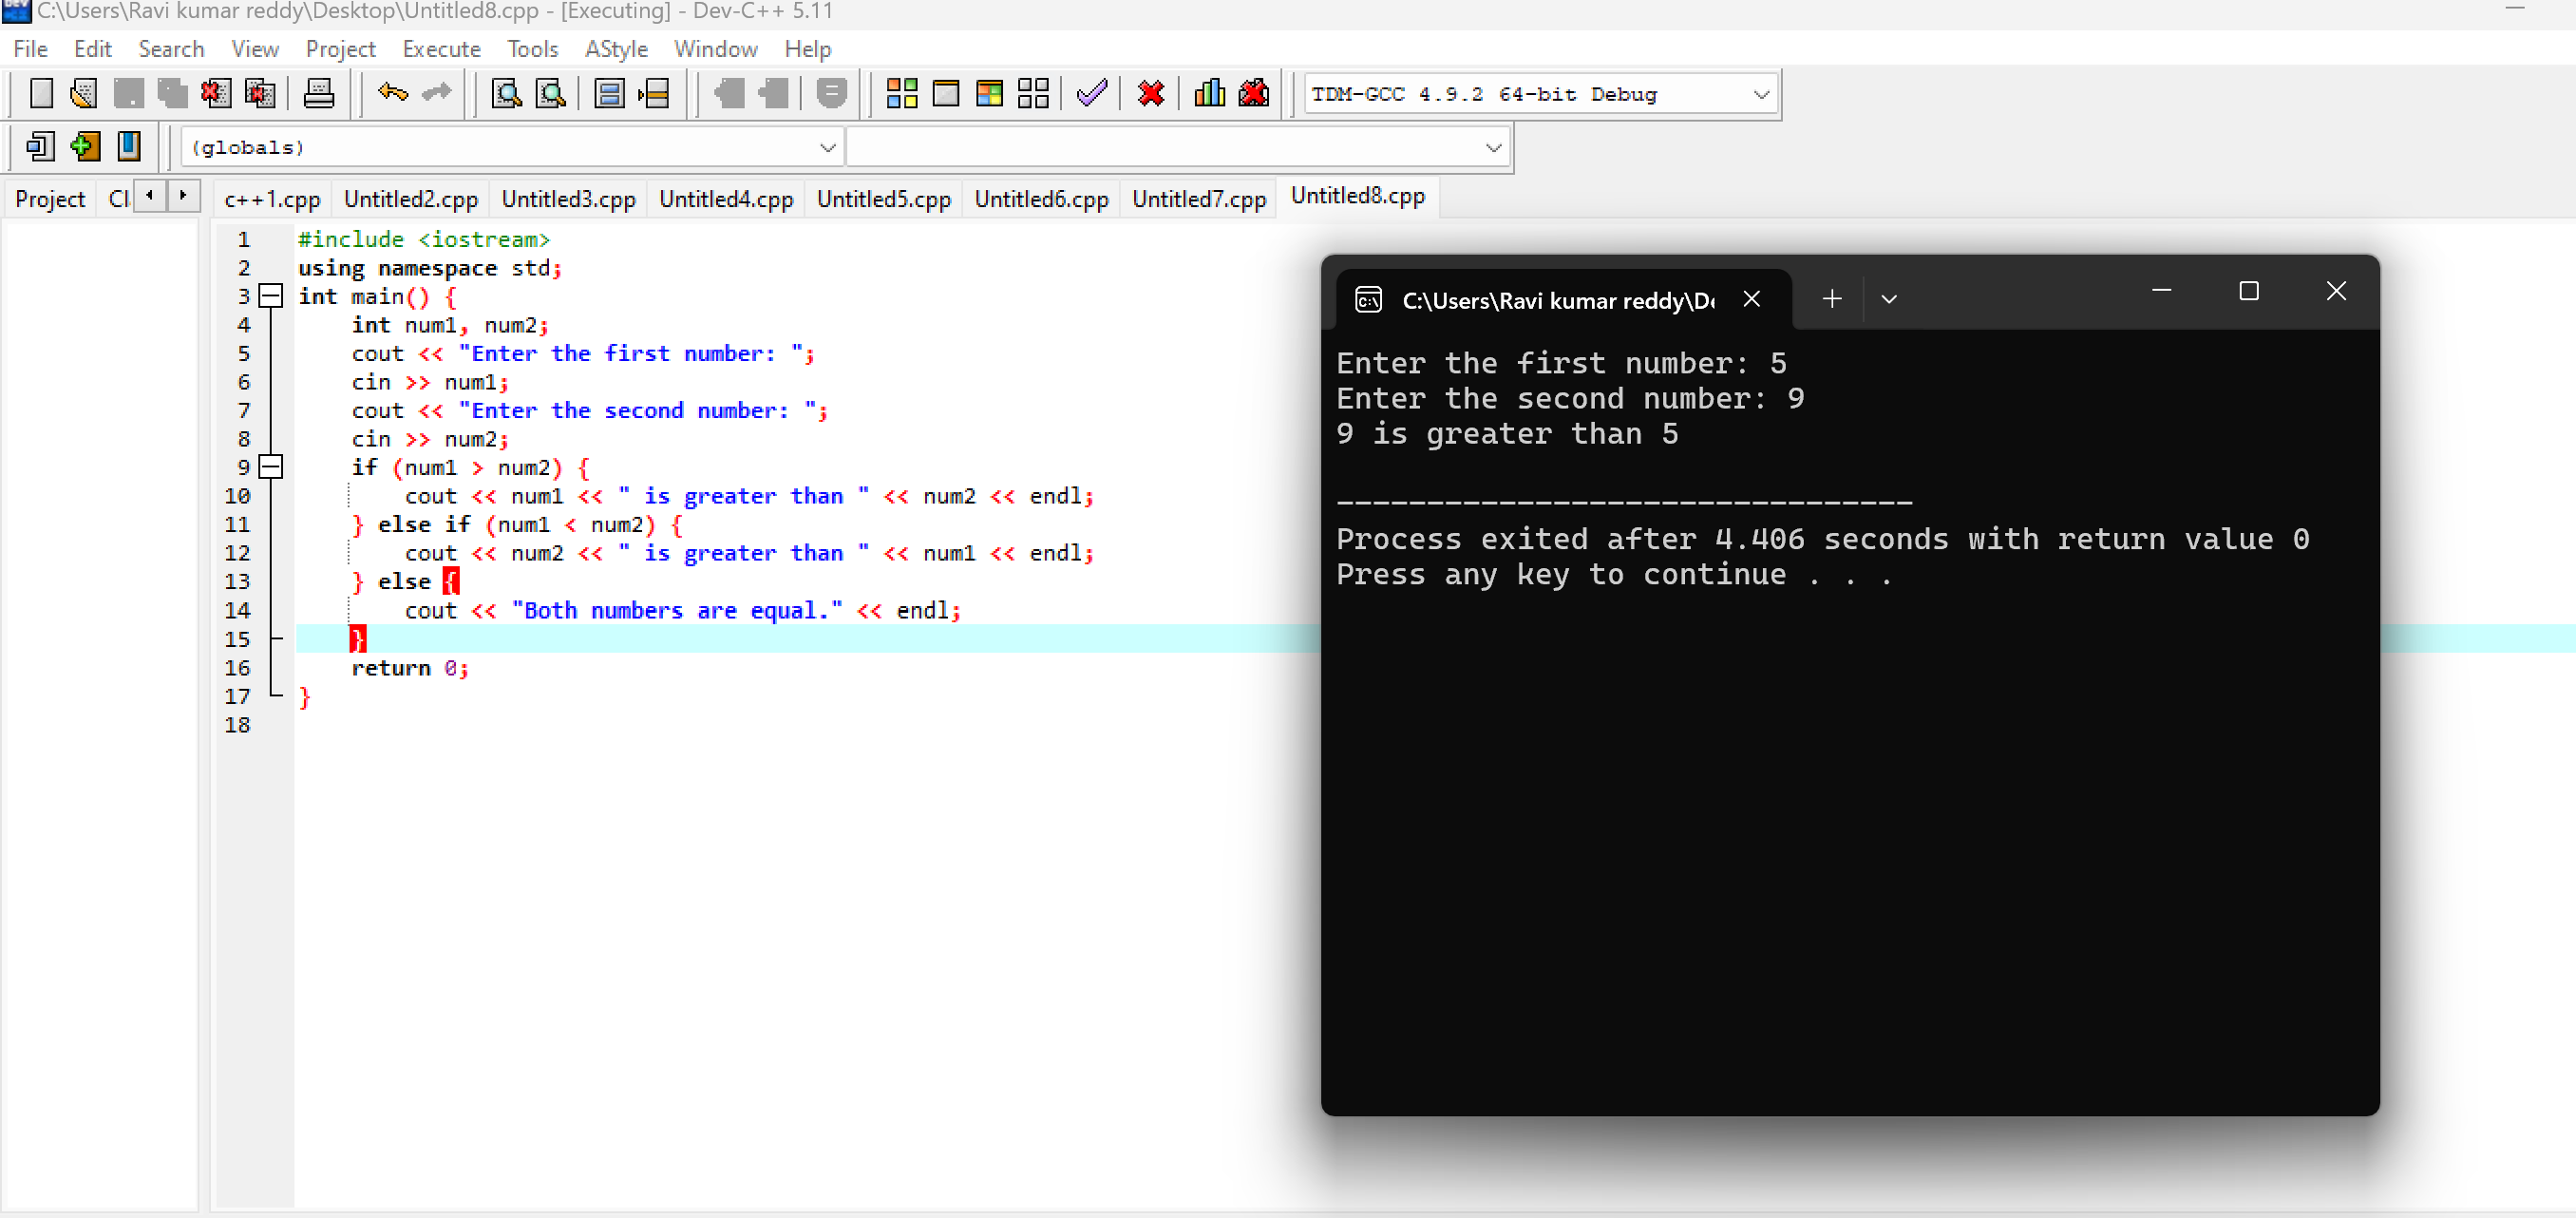 C:\Users\Ravi kumar reddy\Desktop\Untitled8.cpp - [Executing] - Dev-C++ 5.11
File Edit Search View Project Execute Tools AStyle Window Help
TDM-GCC 4.9.2 64-bit Debug
(globals)
Project Cl c++1.cpp Untitled2.cpp Untitled3.cpp Untitled4.cpp Untitled5.cpp Untitled6.cpp Untitled7.cpp Untitled8.cpp
1 #include <iostream>
2 using namespace std;
3 int main() {
4     int num1, num2;
5     cout << "Enter the first number: ";
6     cin >> num1;
7     cout << "Enter the second number: ";
8     cin >> num2;
9     if (num1 > num2) {
10         cout << num1 << " is greater than " << num2 << endl;
11     } else if (num1 < num2) {
12         cout << num2 << " is greater than " << num1 << endl;
13     } else {
14         cout << "Both numbers are equal." << endl;
15     }
16     return 0;
17 }
18
C:\Users\Ravi kumar reddy\De
Enter the first number: 5
Enter the second number: 9
9 is greater than 5
--------------------------------
Process exited after 4.406 seconds with return value 0
Press any key to continue . . .